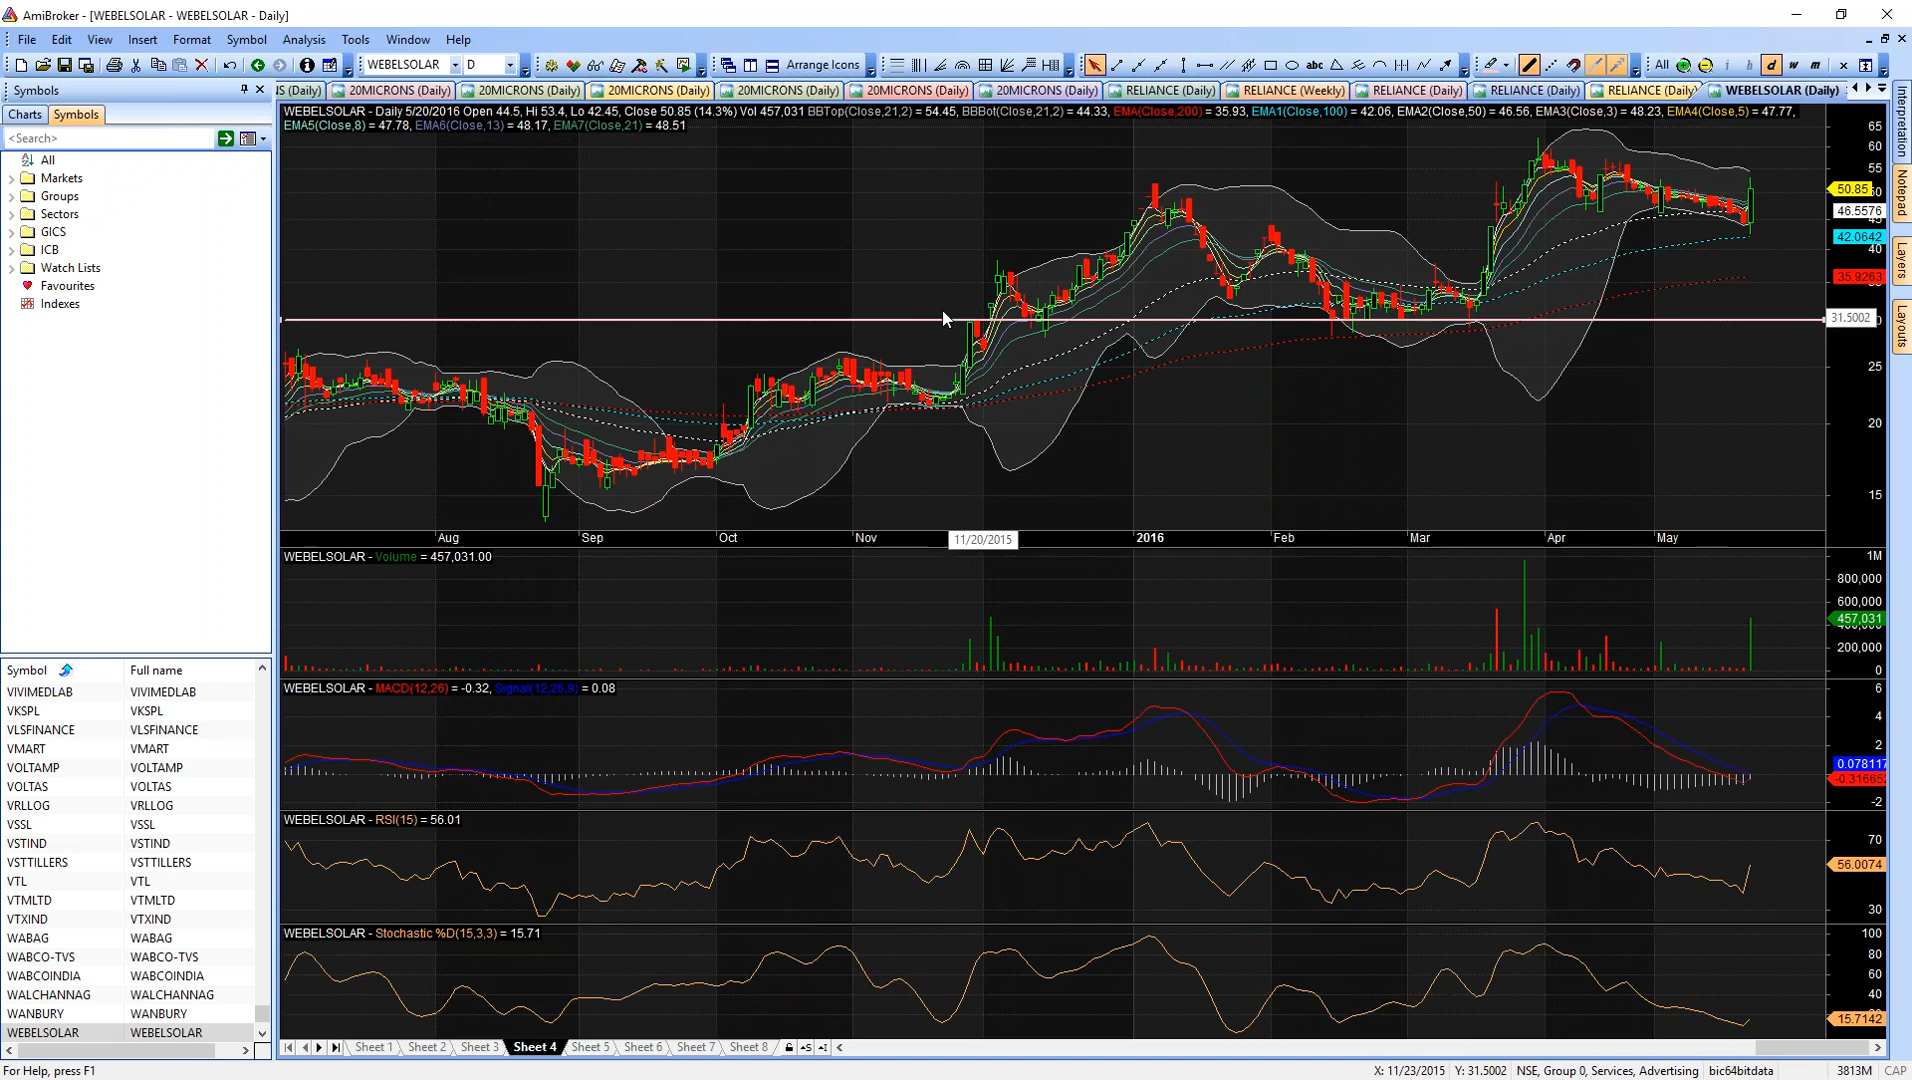 AmiBroker - [WEBELSOLAR - WEBELSOLAR - Daily]
File Edit View Insert Format Symbol Analysis Tools Window Help
WEBELSOLAR D Arrange Icons abc All i h d w m x
Symbols
Charts Symbols
<Search>
All
Markets
Groups
Sectors
GICS
ICB
Watch Lists
Favourites
Indexes
Symbol Full name
VIVIMEDLAB VIVIMEDLAB
VKSPL VKSPL
VLSFINANCE VLSFINANCE
VMART VMART
VOLTAMP VOLTAMP
VOLTAS VOLTAS
VRLLOG VRLLOG
VSSL VSSL
VSTIND VSTIND
VSTTILLERS VSTTILLERS
VTL VTL
VTMLTD VTMLTD
VTXIND VTXIND
WABAG WABAG
WABCO-TVS WABCO-TVS
WABCOINDIA WABCOINDIA
WALCHANNAG WALCHANNAG
WANBURY WANBURY
WEBELSOLAR WEBELSOLAR
NS (Daily) 20MICRONS (Daily) 20MICRONS (Daily) 20MICRONS (Daily) 20MICRONS (Daily) 20MICRONS (Daily) 20MICRONS (Daily) RELIANCE (Daily) RELIANCE (Weekly) RELIANCE (Daily) RELIANCE (Daily) RELIANCE (Daily) WEBELSOLAR (Daily)
WEBELSOLAR - Daily 5/20/2016 Open 44.5, Hi 53.4, Lo 42.45, Close 50.85 (14.3%) Vol 457,031 BBTop(Close,21,2) = 54.45, BBBot(Close,21,2) = 44.33, EMA(Close,200) = 35.93, EMA1(Close,100) = 42.06, EMA2(Close,50) = 46.56, EMA3(Close,3) = 48.23, EMA4(Close,5) = 47.77,
EMA5(Close,8) = 47.78, EMA6(Close,13) = 48.17, EMA7(Close,21) = 48.51
65
60
55
50.85
46.5576
42.0642
40
35.9263
31.5002
25
20
15
Aug Sep Oct Nov 11/20/2015 2016 Feb Mar Apr May
WEBELSOLAR - Volume = 457,031.00
1M
800,000
600,000
457,031
200,000
0
WEBELSOLAR - MACD(12,26) = -0.32, Signal(12,26,9) = 0.08
6
4
2
0.078117
-0.316652
-2
WEBELSOLAR - RSI(15) = 56.01
70
56.0074
30
WEBELSOLAR - Stochastic %D(15,3,3) = 15.71
100
80
60
40
15.7142
Sheet 1 Sheet 2 Sheet 3 Sheet 4 Sheet 5 Sheet 6 Sheet 7 Sheet 8
Interpretation
Notepad
Layers
Layouts
For Help, press F1 X: 11/23/2015 Y: 31.5002 NSE, Group 0, Services, Advertising bic64bitdata 3813M CAP